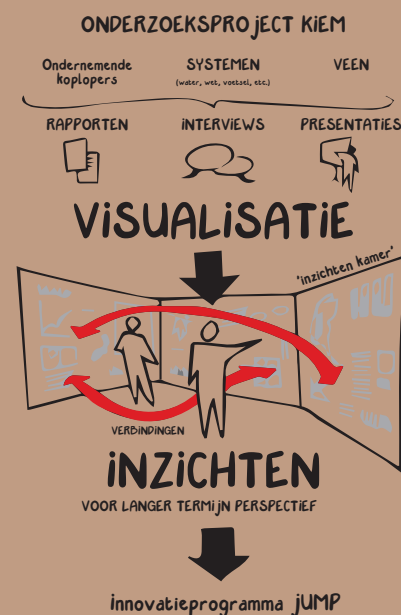 ONDERZOEKSPROJECT KiEM
Ondernemende
koplopers
SYSTEMEN
(water, wet, voetsel, etc.)
VEEN
RAPPORTEN
iNTERViEWS
PRESENTATiES
ViSUALiSATiE
"inzichten kamer"
VERBiNDiNGEN
iNZiCHTEN
VOOR LANGER TERMiJN PERSPECTiEF
innovatieprogramma jUMP